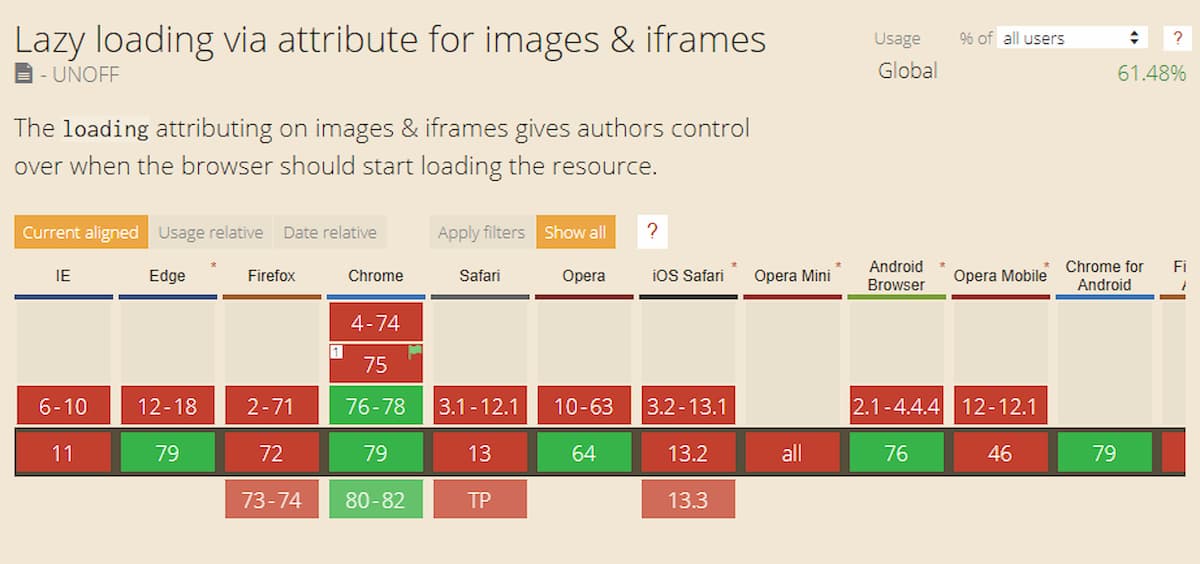 Lazy loading via attribute for images & iframes
- UNOFF
Usage % of all users ?
Global 61.48%
The loading attributing on images & iframes gives authors control
over when the browser should start loading the resource.
Current aligned Usage relative Date relative Apply filters Show all ?
IE Edge * Firefox Chrome Safari Opera iOS Safari * Opera Mini * Android Browser * Opera Mobile * Chrome for Android
4-74
1 75
6-10 12-18 2-71 76-78 3.1-12.1 10-63 3.2-13.1 2.1-4.4.4 12-12.1
11 79 72 79 13 64 13.2 all 76 46 79
73-74 80-82 TP 13.3